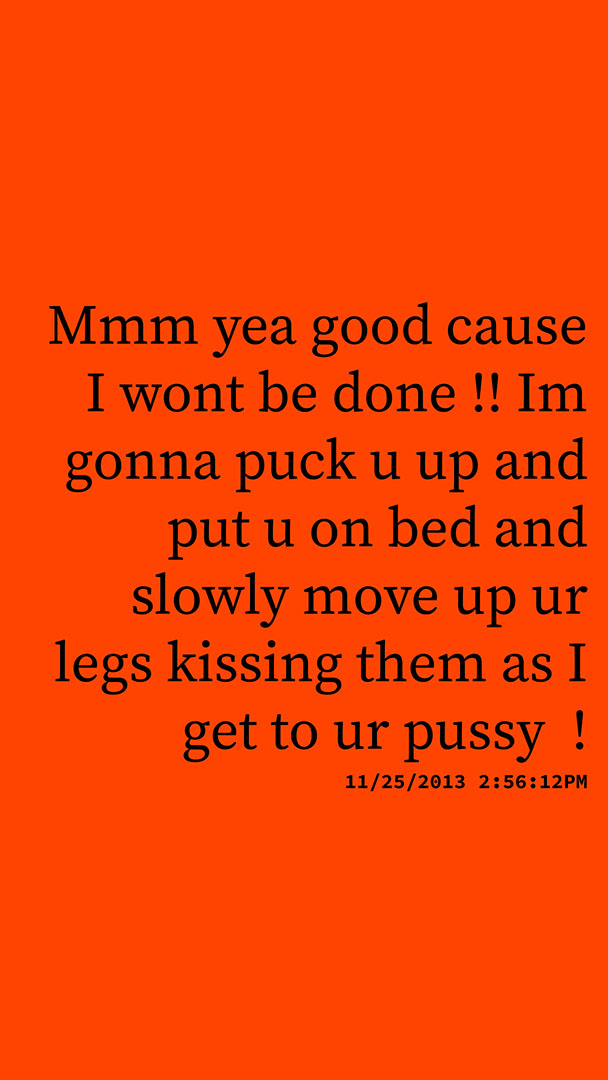 Mmm yea good cause
I wont be done !! Im
gonna puck u up and
put u on bed and
slowly move up ur
legs kissing them as I
get to ur pussy  !
11/25/2013 2:56:12PM